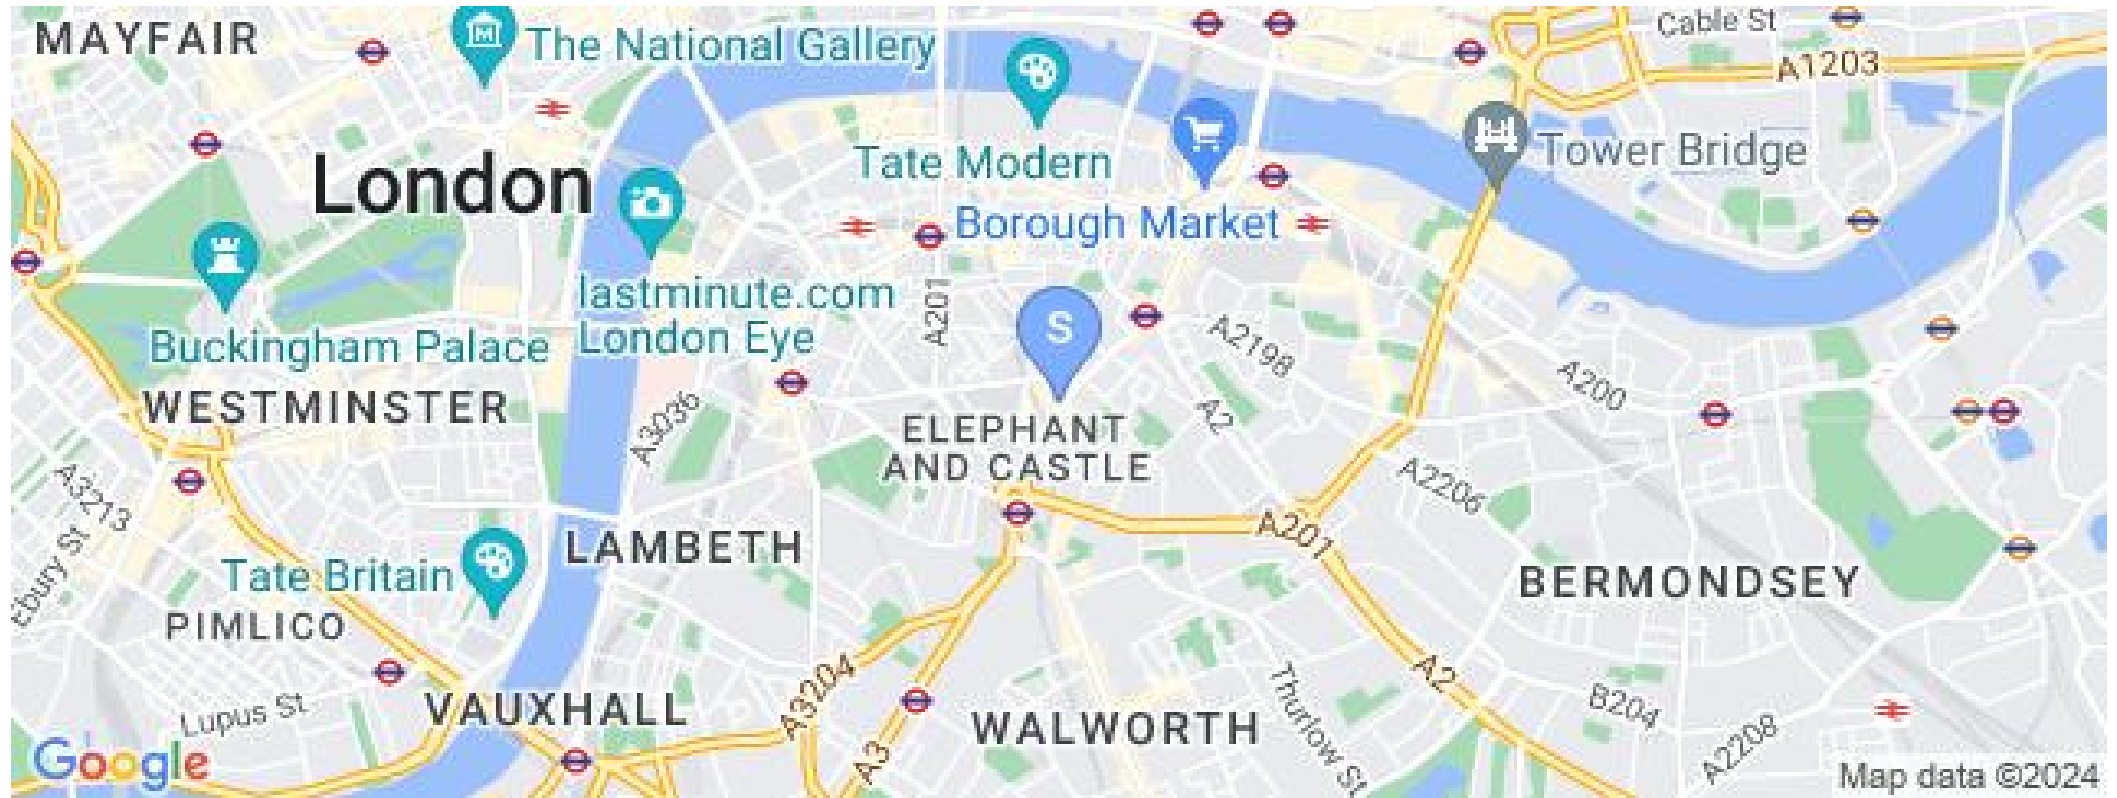 MAYFAIR
The National Gallery
Cable St
A1203
London
Tate Modern
Tower Bridge
Borough Market
lastminute.com
London Eye
A201
S
Buckingham Palace
A2198
A200
WESTMINSTER
A3036
ELEPHANT
AND CASTLE
A2
A2206
A3213
A201
Tate Britain
LAMBETH
BERMONDSEY
PIMLICO
A3204
A2
B204
Lupus St
VAUXHALL
WALWORTH
Thurlow St
A2208
A3
Google
Map data ©2024